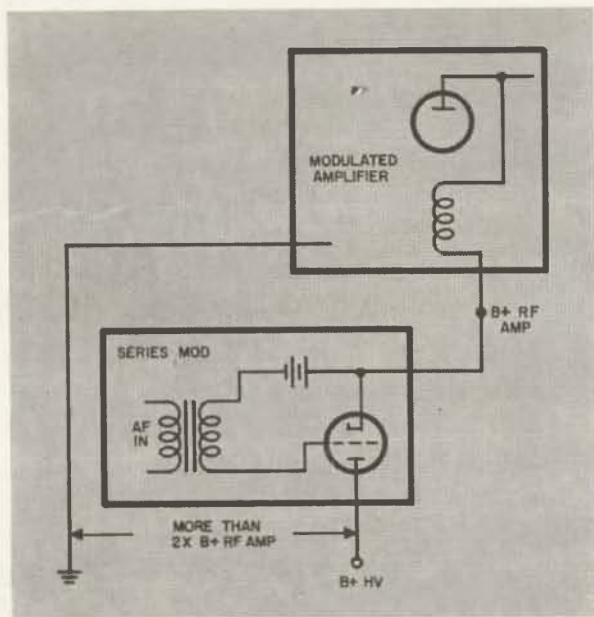 MODULATED
AMPLIFIER
B+ RF
AMP
SERIES MOD
AF
IN
MORE THAN
2X B+ RF AMP
B+ HV